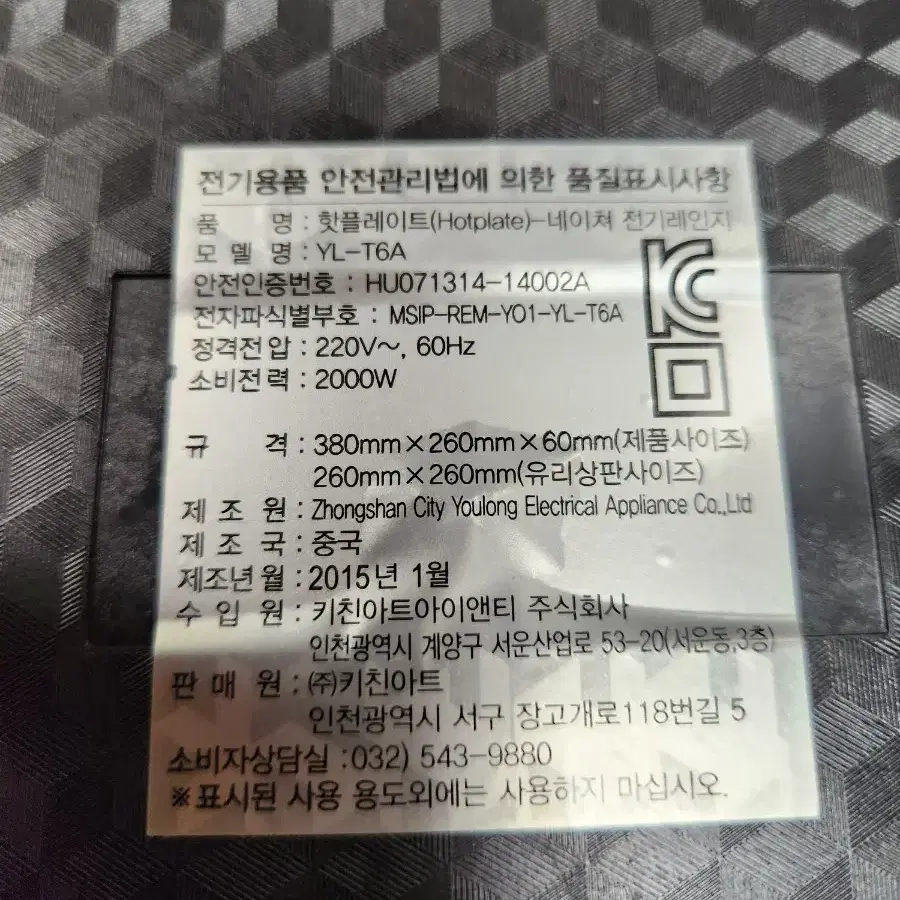 전기용품 안전관리법에 의한 품질표시사항
품 명 : 핫플레이트(Hotplate)-네이쳐 전기레인지
모 델 명 : YL-T6A
안전인증번호 : HU071314-14002A
전자파식별부호 : MSIP-REM-YO1-YL-T6A
정격전압 : 220V~, 60Hz
소비전력 : 2000W
규 격 : 380mm×260mm×60mm(제품사이즈)
260mm×260mm(유리상판사이즈)
제 조 원 : Zhongshan City Youlong Electrical Appliance Co.,Ltd
제 조 국 : 중국
제조년월 : 2015년 1월
수 입 원 : 키친아트아이앤티 주식회사
인천광역시 계양구 서운산업로 53-20(서운동,3층)
판 매 원 : ㈜키친아트
인천광역시 서구 장고개로118번길 5
소비자상담실 : 032) 543-9880
※표시된 사용 용도외에는 사용하지 마십시오.